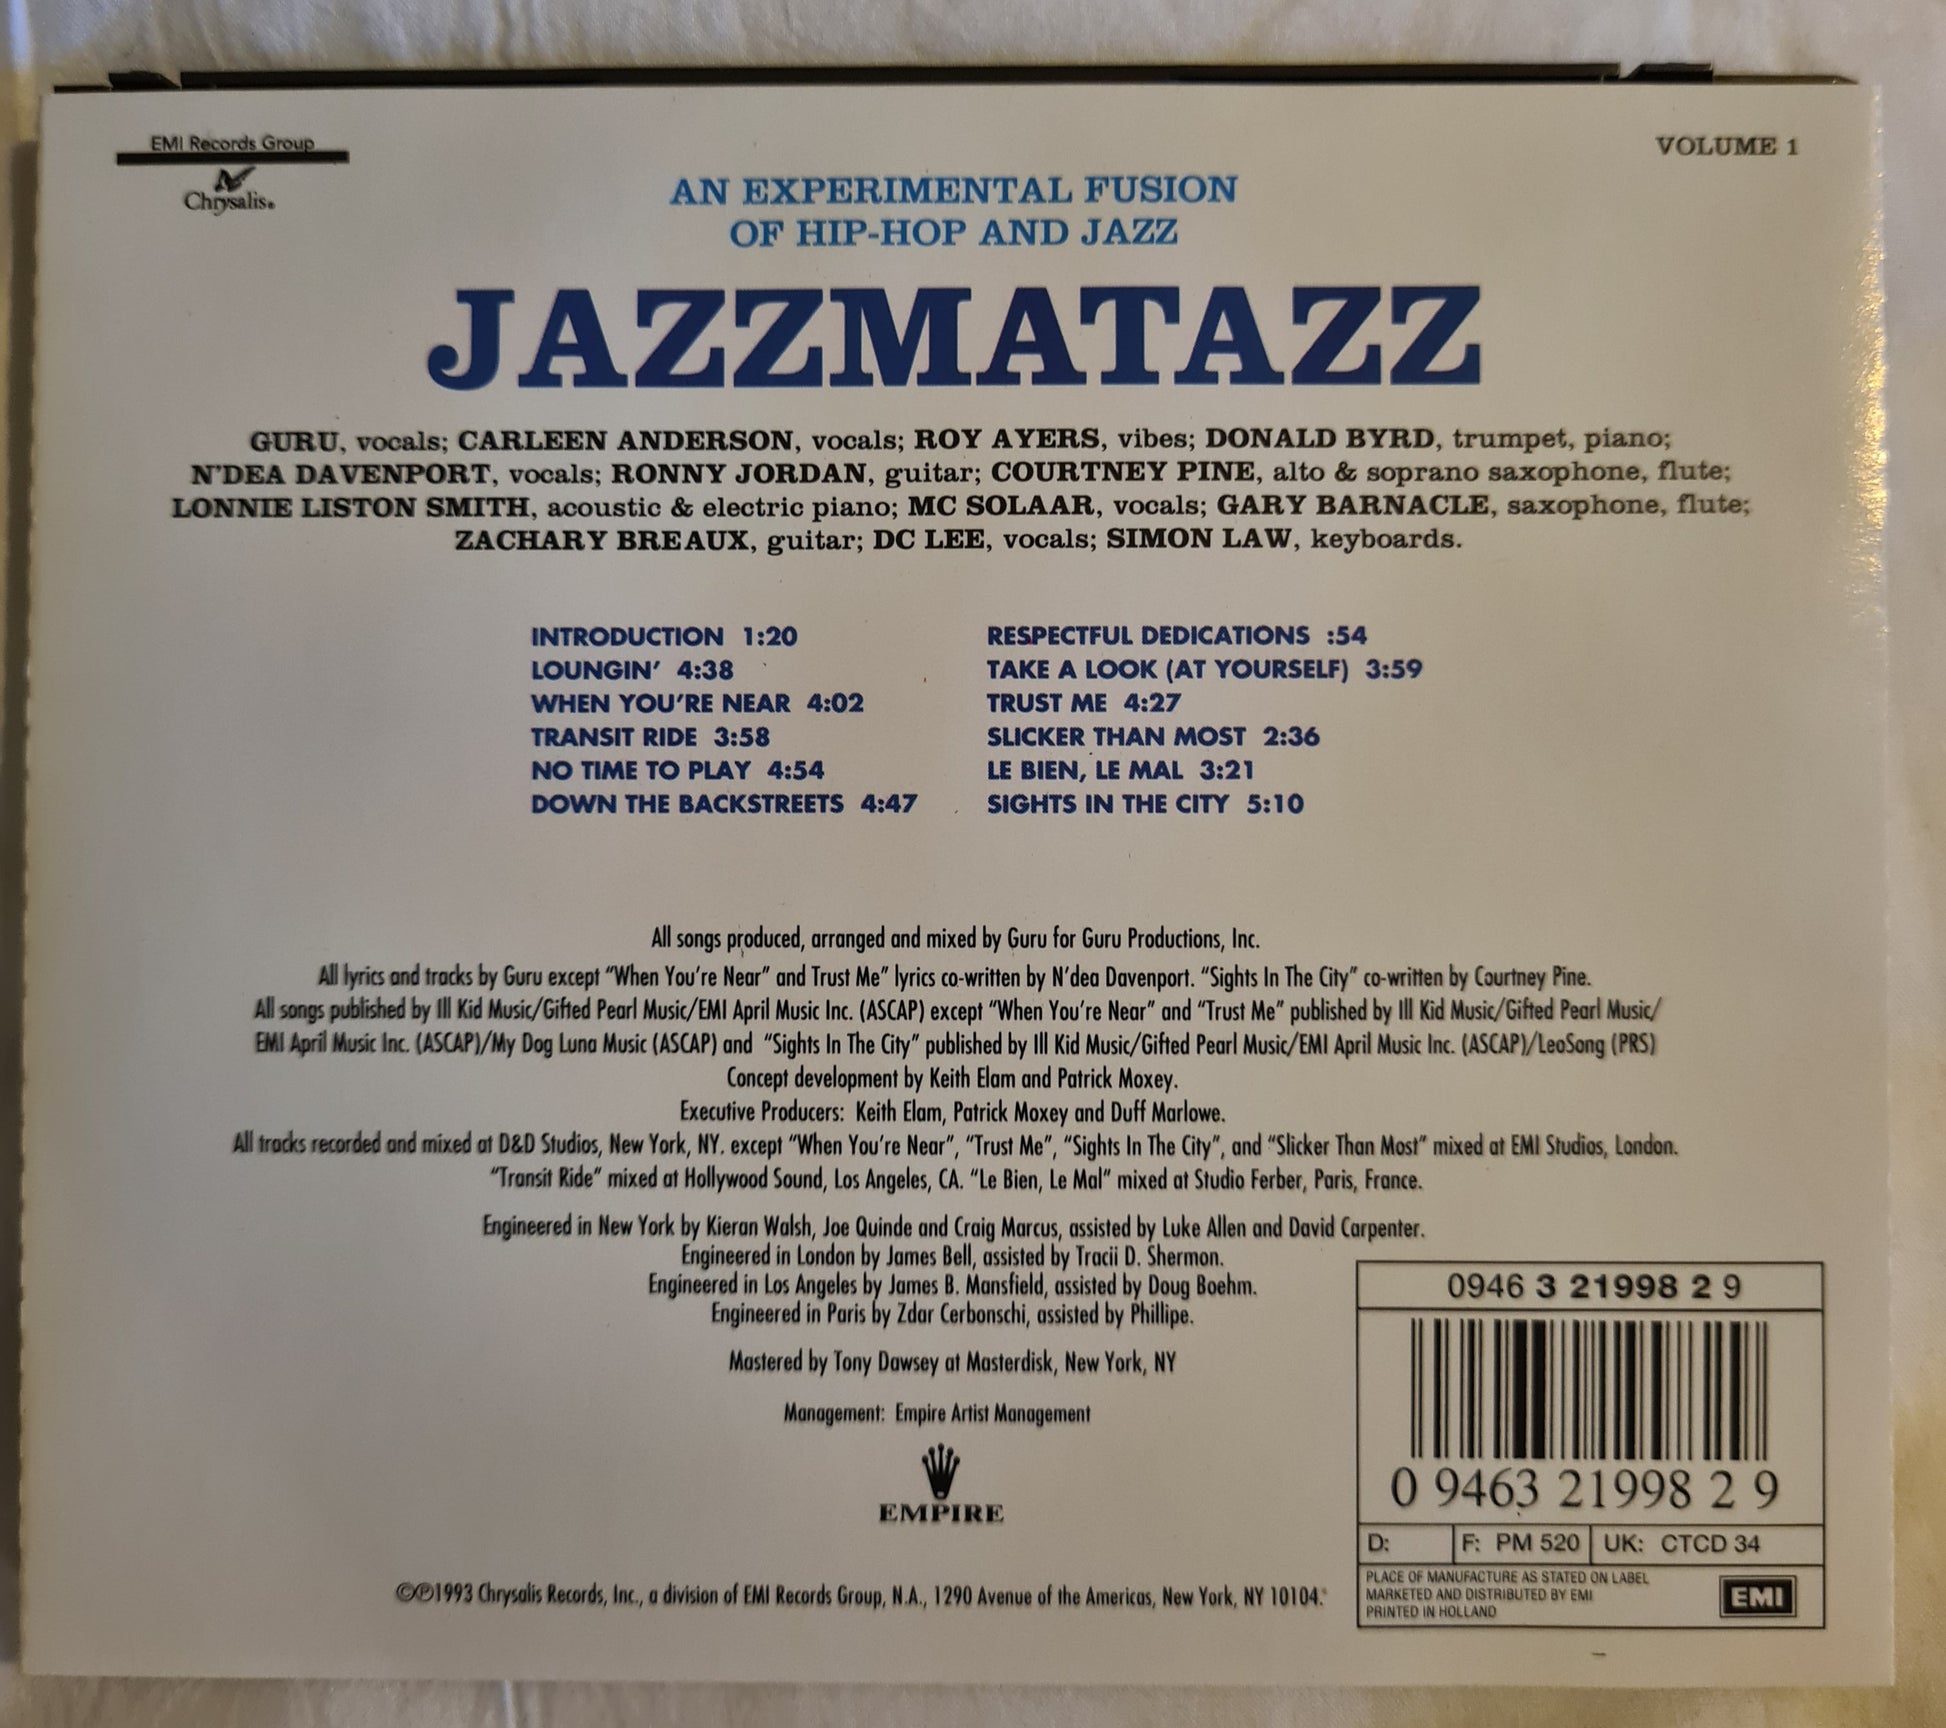 EMI Records Group
Chrysalis®
VOLUME 1
AN EXPERIMENTAL FUSION
OF HIP-HOP AND JAZZ
JAZZMATAZZ
GURU, vocals; CARLEEN ANDERSON, vocals; ROY AYERS, vibes; DONALD BYRD, trumpet, piano;
N'DEA DAVENPORT, vocals; RONNY JORDAN, guitar; COURTNEY PINE, alto & soprano saxophone, flute;
LONNIE LISTON SMITH, acoustic & electric piano; MC SOLAAR, vocals; GARY BARNACLE, saxophone, flute;
ZACHARY BREAUX, guitar; DC LEE, vocals; SIMON LAW, keyboards.
INTRODUCTION 1:20
LOUNGIN' 4:38
WHEN YOU'RE NEAR 4:02
TRANSIT RIDE 3:58
NO TIME TO PLAY 4:54
DOWN THE BACKSTREETS 4:47
RESPECTFUL DEDICATIONS :54
TAKE A LOOK (AT YOURSELF) 3:59
TRUST ME 4:27
SLICKER THAN MOST 2:36
LE BIEN, LE MAL 3:21
SIGHTS IN THE CITY 5:10
All songs produced, arranged and mixed by Guru for Guru Productions, Inc.
All lyrics and tracks by Guru except "When You're Near" and Trust Me" lyrics co-written by N'dea Davenport. "Sights In The City" co-written by Courtney Pine.
All songs published by Ill Kid Music/Gifted Pearl Music/EMI April Music Inc. (ASCAP) except "When You're Near" and "Trust Me" published by Ill Kid Music/Gifted Pearl Music/
EMI April Music Inc. (ASCAP)/My Dog Luna Music (ASCAP) and "Sights In The City" published by Ill Kid Music/Gifted Pearl Music/EMI April Music Inc. (ASCAP)/LeoSong (PRS)
Concept development by Keith Elam and Patrick Moxey.
Executive Producers: Keith Elam, Patrick Moxey and Duff Marlowe.
All tracks recorded and mixed at D&D Studios, New York, NY. except "When You're Near", "Trust Me", "Sights In The City", and "Slicker Than Most" mixed at EMI Studios, London.
"Transit Ride" mixed at Hollywood Sound, Los Angeles, CA. "Le Bien, Le Mal" mixed at Studio Ferber, Paris, France.
Engineered in New York by Kieran Walsh, Joe Quinde and Craig Marcus, assisted by Luke Allen and David Carpenter.
Engineered in London by James Bell, assisted by Tracii D. Shermon.
Engineered in Los Angeles by James B. Mansfield, assisted by Doug Boehm.
Engineered in Paris by Zdar Cerbonschi, assisted by Phillipe.
Mastered by Tony Dawsey at Masterdisk, New York, NY
Management: Empire Artist Management
EMPIRE
©℗1993 Chrysalis Records, Inc., a division of EMI Records Group, N.A., 1290 Avenue of the Americas, New York, NY 10104.
0946 3 21998 2 9
0 9463 21998 2 9
D: F: PM 520 UK: CTCD 34
PLACE OF MANUFACTURE AS STATED ON LABEL
MARKETED AND DISTRIBUTED BY EMI
PRINTED IN HOLLAND
EMI